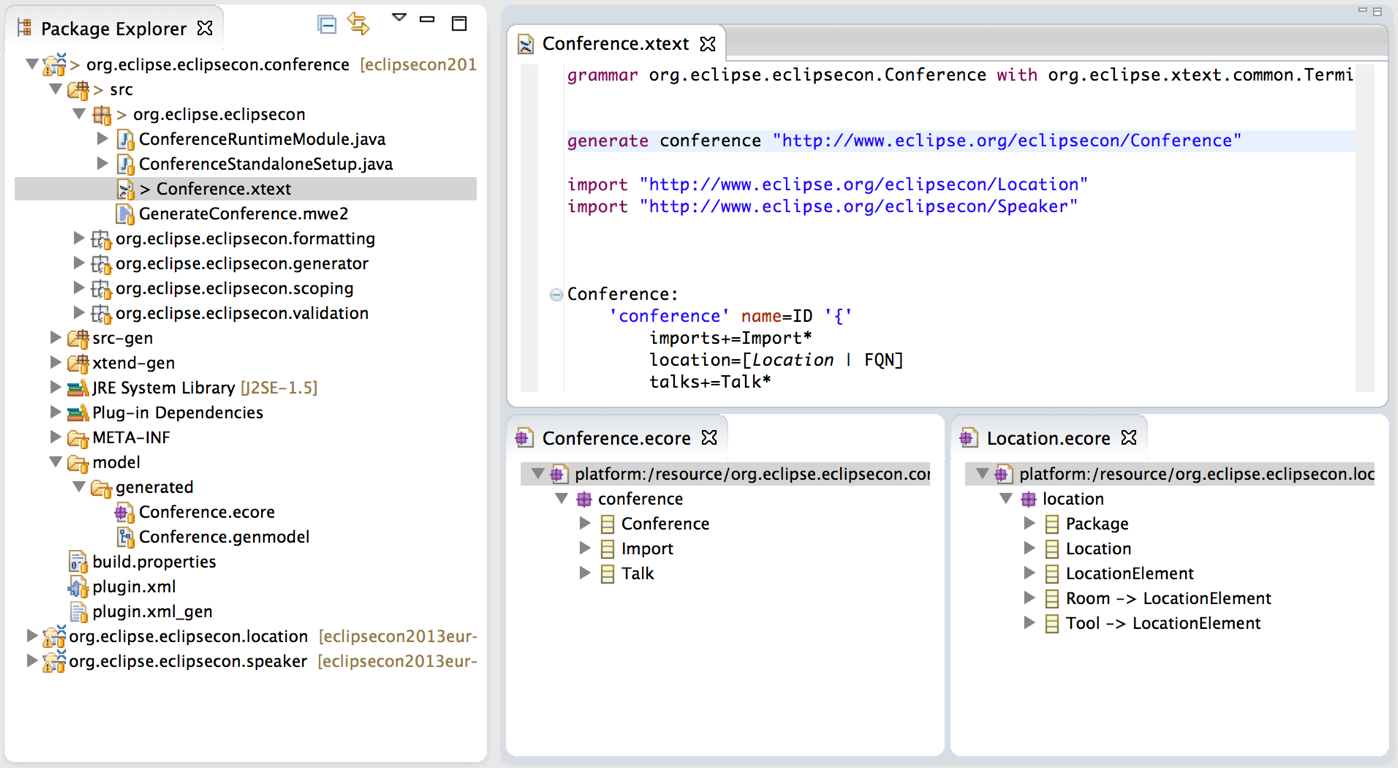 Package Explorer
> org.eclipse.eclipsecon.conference [eclipsecon201
> src
> org.eclipse.eclipsecon
ConferenceRuntimeModule.java
ConferenceStandaloneSetup.java
> Conference.xtext
GenerateConference.mwe2
org.eclipse.eclipsecon.formatting
org.eclipse.eclipsecon.generator
org.eclipse.eclipsecon.scoping
org.eclipse.eclipsecon.validation
src-gen
xtend-gen
JRE System Library [J2SE-1.5]
Plug-in Dependencies
META-INF
model
generated
Conference.ecore
Conference.genmodel
build.properties
plugin.xml
plugin.xml_gen
org.eclipse.eclipsecon.location [eclipsecon2013eur-
org.eclipse.eclipsecon.speaker [eclipsecon2013eur-
Conference.xtext
grammar org.eclipse.eclipsecon.Conference with org.eclipse.xtext.common.Termi
generate conference "http://www.eclipse.org/eclipsecon/Conference"
import "http://www.eclipse.org/eclipsecon/Location"
import "http://www.eclipse.org/eclipsecon/Speaker"
Conference:
'conference' name=ID '{'
imports+=Import*
location=[Location | FQN]
talks+=Talk*
Conference.ecore
platform:/resource/org.eclipse.eclipsecon.con
conference
Conference
Import
Talk
Location.ecore
platform:/resource/org.eclipse.eclipsecon.loc
location
Package
Location
LocationElement
Room -> LocationElement
Tool -> LocationElement